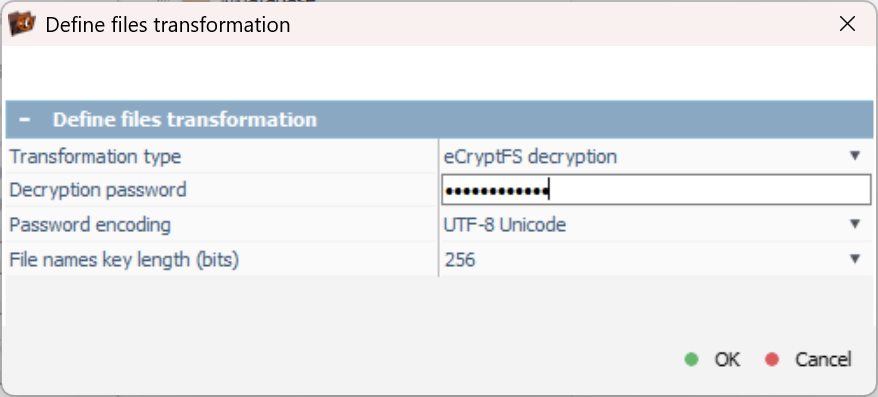 Define files transformation
Define files transformation
Transformation type eCryptFS decryption
Decryption password ••••••••••••
Password encoding UTF-8 Unicode
File names key length (bits) 256
OK Cancel